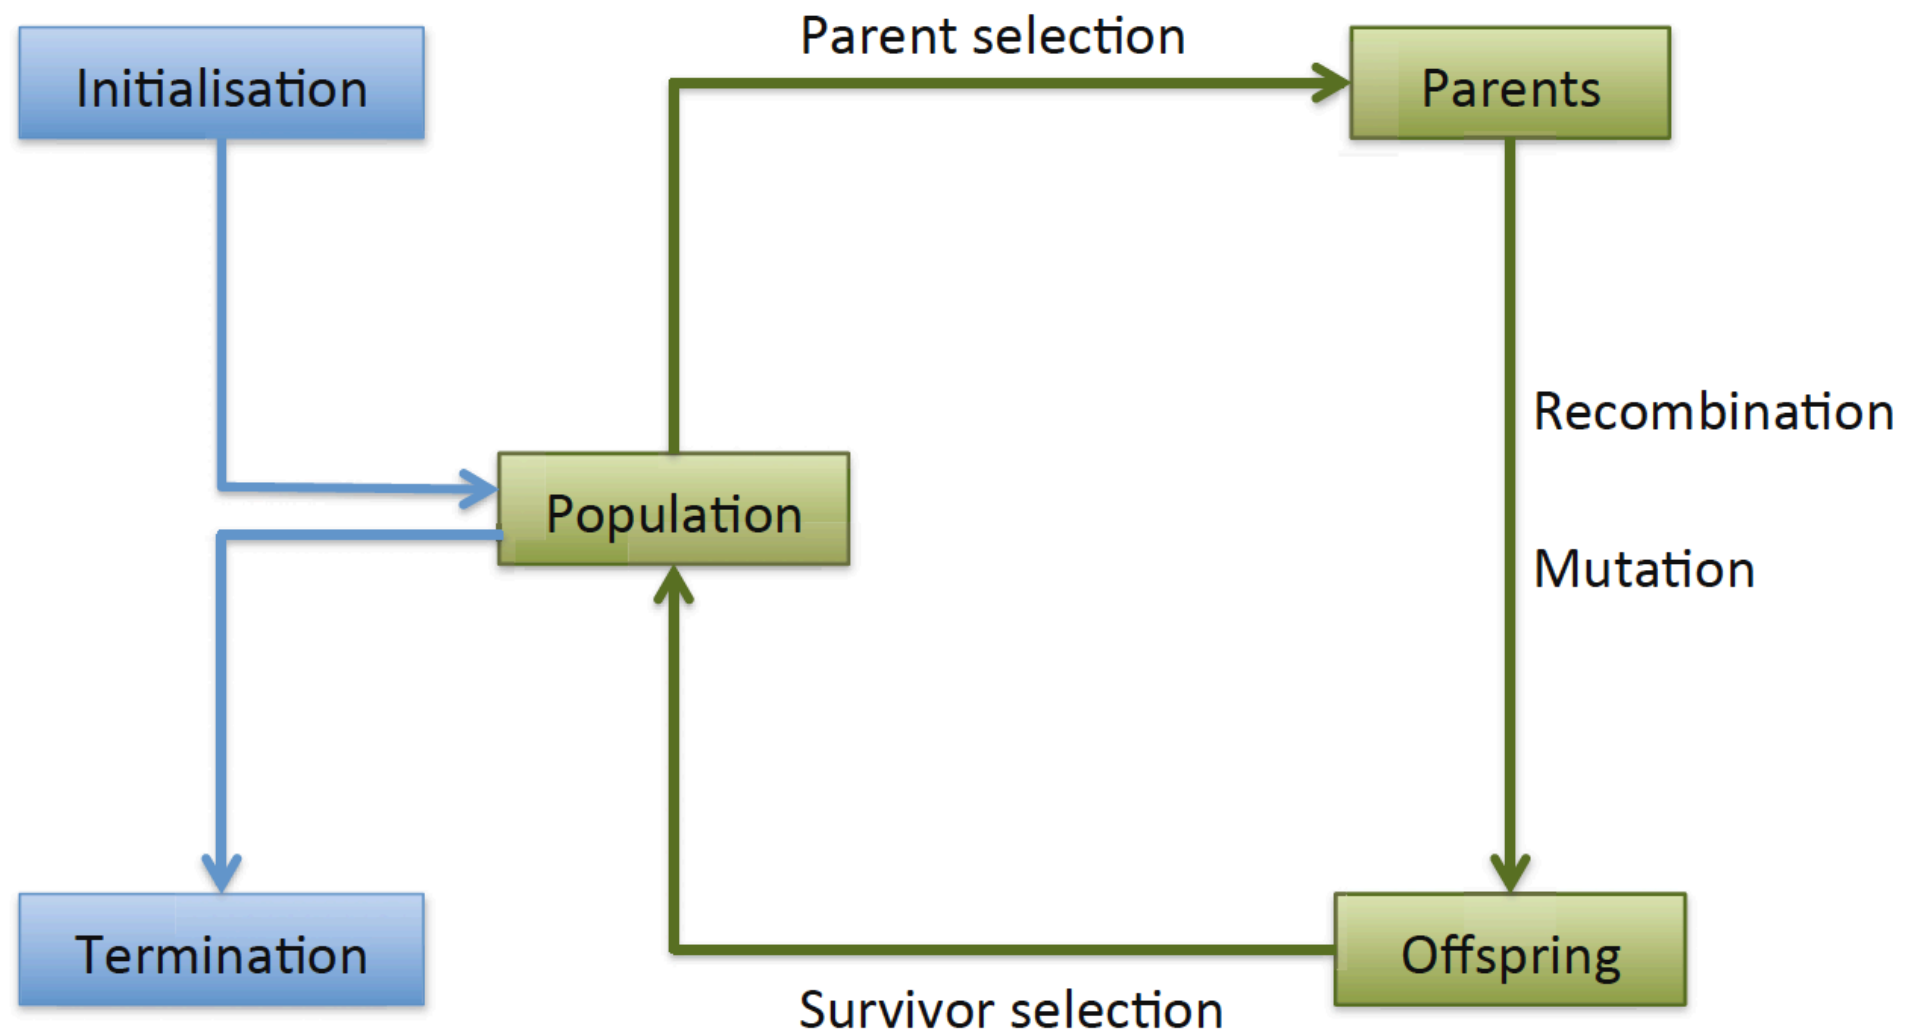 Initialisation
Parent selection
Parents
Recombination
Population
Mutation
Termination
Offspring
Survivor selection